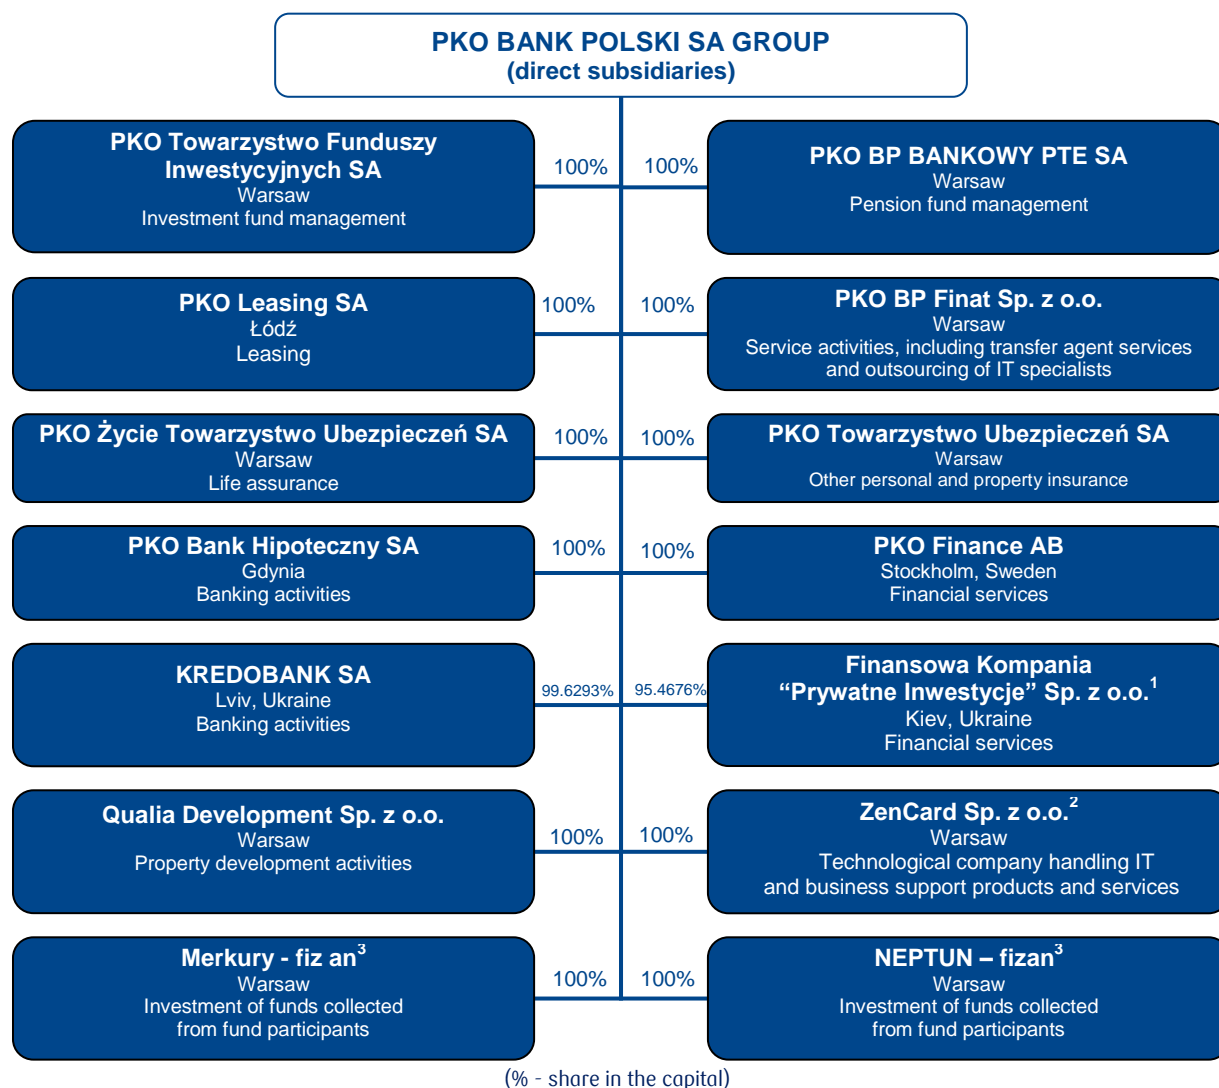 PKO BANK POLSKI SA GROUP
(direct subsidiaries)
PKO Towarzystwo Funduszy
Inwestycyjnych SA
Warsaw
Investment fund management
100%
100%
PKO BP BANKOWY PTE SA
Warsaw
Pension fund management
PKO Leasing SA
Łódź
Leasing
100%
100%
PKO BP Finat Sp. z o.o.
Warsaw
Service activities, including transfer agent services
and outsourcing of IT specialists
PKO Życie Towarzystwo Ubezpieczeń SA
Warsaw
Life assurance
100%
100%
PKO Towarzystwo Ubezpieczeń SA
Warsaw
Other personal and property insurance
PKO Bank Hipoteczny SA
Gdynia
Banking activities
100%
100%
PKO Finance AB
Stockholm, Sweden
Financial services
KREDOBANK SA
Lviv, Ukraine
Banking activities
99.6293%
95.4676%
Finansowa Kompania
“Prywatne Inwestycje” Sp. z o.o.¹
Kiev, Ukraine
Financial services
Qualia Development Sp. z o.o.
Warsaw
Property development activities
100%
100%
ZenCard Sp. z o.o.²
Warsaw
Technological company handling IT
and business support products and services
Merkury - fiz an³
Warsaw
Investment of funds collected
from fund participants
100%
100%
NEPTUN – fizan³
Warsaw
Investment of funds collected
from fund participants
(% - share in the capital)